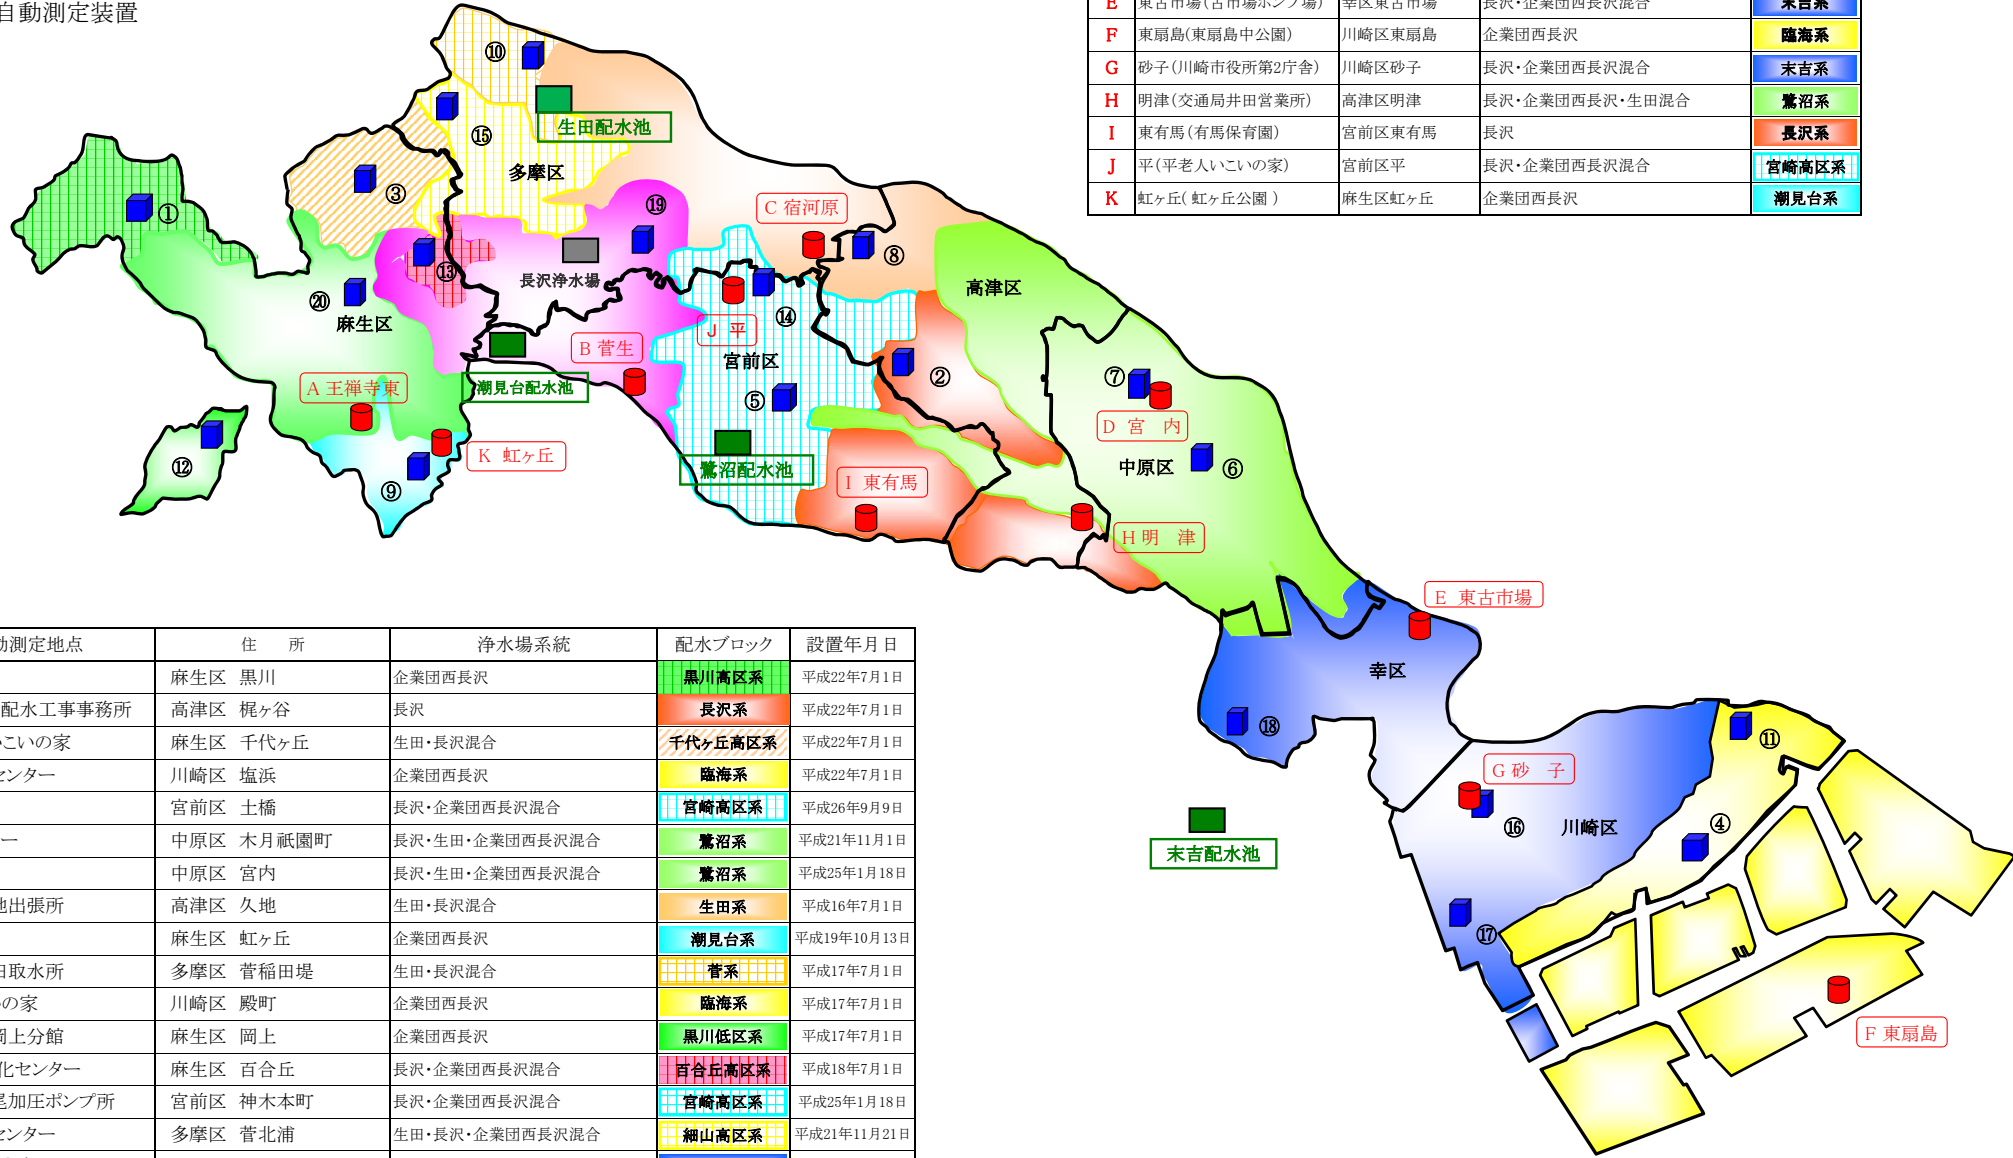 自動測定装置
E 東古市場(古市場ポンプ場) 幸区東古市場 長沢・企業団西長沢混合 末吉系
F 東扇島(東扇島中公園) 川崎区東扇島 企業団西長沢 臨海系
G 砂子(川崎市役所第2庁舎) 川崎区砂子 長沢・企業団西長沢混合 末吉系
H 明津(交通局井田営業所) 高津区明津 長沢・企業団西長沢・生田混合 鷺沼系
I 東有馬(有馬保育園) 宮前区東有馬 長沢 長沢系
J 平(平老人いこいの家) 宮前区平 長沢・企業団西長沢混合 宮崎高区系
K 虹ヶ丘(虹ヶ丘公園) 麻生区虹ヶ丘 企業団西長沢 潮見台系
⑩
生田配水池
⑮
多摩区
③
①
⑲
C 宿河原
⑧
⑬
長沢浄水場
高津区
⑳
麻生区
⑭
J 平
B 菅生
宮前区
②
⑦
A 王禅寺東
潮見台配水池
⑤
D 宮 内
K 虹ヶ丘
⑫
鷺沼配水池
中原区
⑥
⑨
I 東有馬
H 明 津
E 東古市場
幸区
⑱
⑪
G 砂 子
⑯
川崎区
④
末吉配水池
⑰
F 東扇島
動測定地点 住 所 浄水場系統 配水ブロック 設置年月日
麻生区 黒川 企業団西長沢 黒川高区系 平成22年7月1日
配水工事事務所 高津区 梶ヶ谷 長沢 長沢系 平成22年7月1日
こいの家 麻生区 千代ヶ丘 生田・長沢混合 千代ヶ丘高区系 平成22年7月1日
センター 川崎区 塩浜 企業団西長沢 臨海系 平成22年7月1日
宮前区 土橋 長沢・企業団西長沢混合 宮崎高区系 平成26年9月9日
ー 中原区 木月祇園町 長沢・生田・企業団西長沢混合 鷺沼系 平成21年11月1日
中原区 宮内 長沢・生田・企業団西長沢混合 鷺沼系 平成25年1月18日
地出張所 高津区 久地 生田・長沢混合 生田系 平成16年7月1日
麻生区 虹ヶ丘 企業団西長沢 潮見台系 平成19年10月13日
田取水所 多摩区 菅稲田堤 生田・長沢混合 菅系 平成17年7月1日
の家 川崎区 殿町 企業団西長沢 臨海系 平成17年7月1日
岡上分館 麻生区 岡上 企業団西長沢 黒川低区系 平成17年7月1日
化センター 麻生区 百合丘 長沢・企業団西長沢混合 百合丘高区系 平成18年7月1日
尾加圧ポンプ所 宮前区 神木本町 長沢・企業団西長沢混合 宮崎高区系 平成25年1月18日
センター 多摩区 菅北浦 生田・長沢・企業団西長沢混合 細山高区系 平成21年11月21日